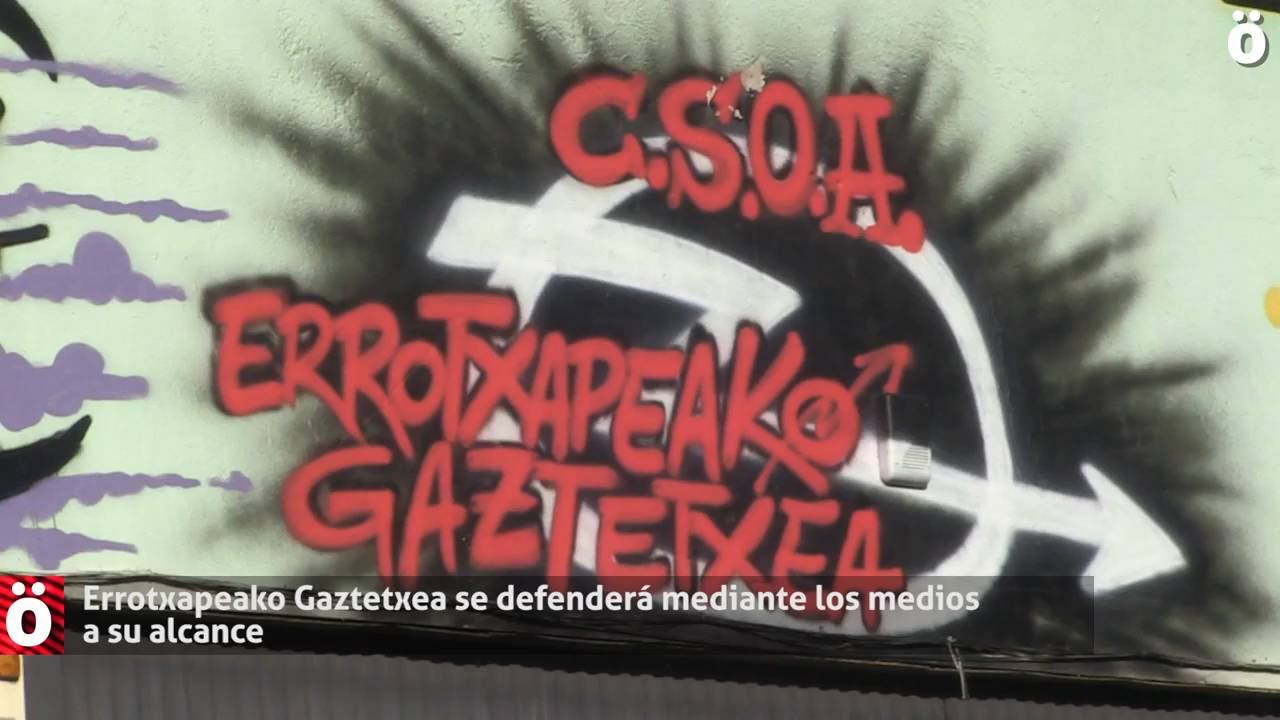 ö
C.S.O.A.
ERROTXAPEAKO
GAZTETXEA
ö
Errotxapeako Gaztetxea se defenderá mediante los medios
a su alcance